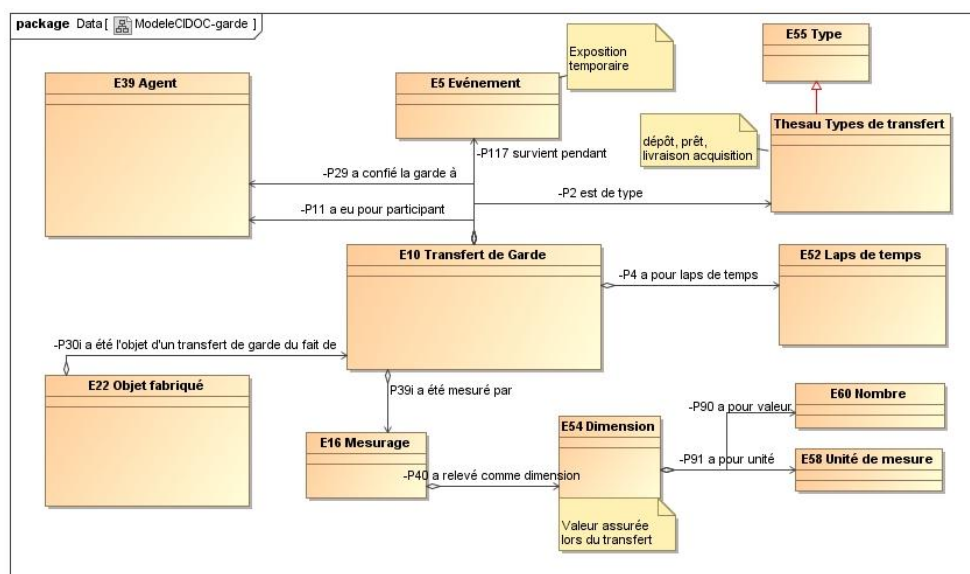 package Data [ ModeleCIDOC-garde ]
E55 Type
Exposition
temporaire
E39 Agent
E5 Evénement
Thesau Types de transfert
dépôt, prêt,
livraison acquisition
-P117 survient pendant
-P29 a confié la garde à
-P2 est de type
-P11 a eu pour participant
E10 Transfert de Garde
E52 Laps de temps
-P4 a pour laps de temps
-P30i a été l'objet d'un transfert de garde du fait de
E22 Objet fabriqué
P39i a été mesuré par
E60 Nombre
-P90 a pour valeur
E54 Dimension
E16 Mesurage
-P91 a pour unité
E58 Unité de mesure
-P40 a relevé comme dimension
Valeur assurée
lors du transfert